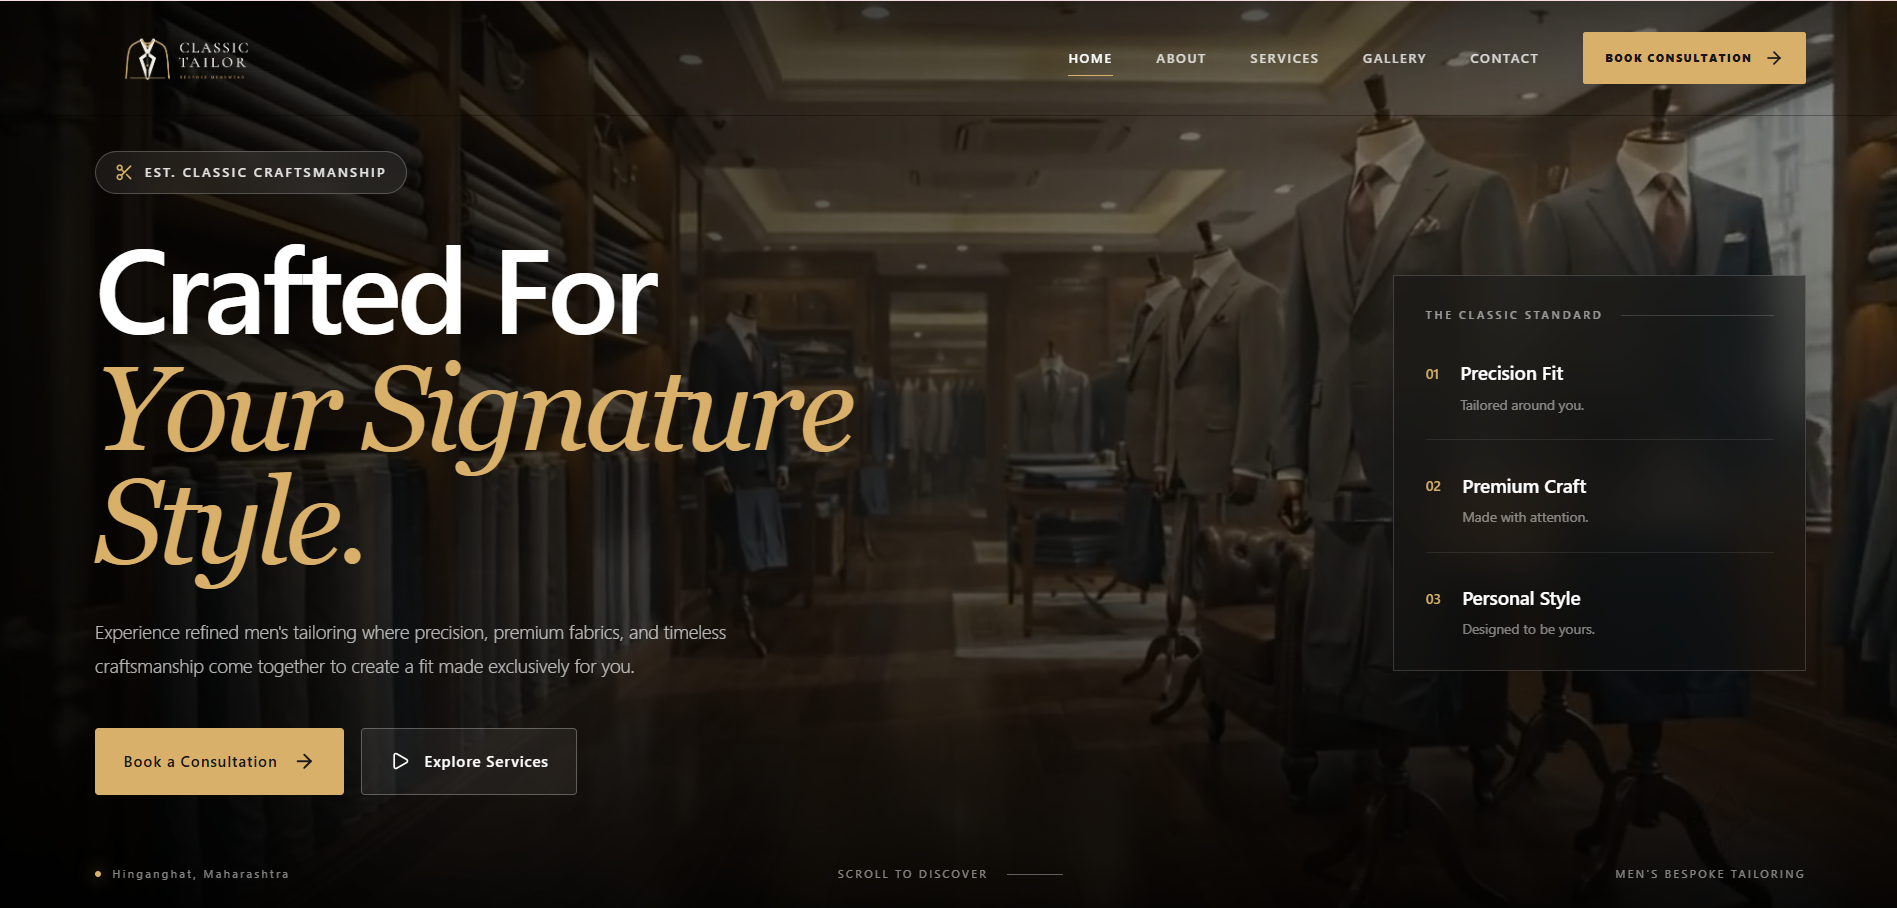 CLASSIC
TAILOR
BESPOKE MENSWEAR
HOME
ABOUT
SERVICES
GALLERY
CONTACT
BOOK CONSULTATION
EST. CLASSIC CRAFTSMANSHIP
Crafted For
Your Signature
Style.
Experience refined men's tailoring where precision, premium fabrics, and timeless
craftsmanship come together to create a fit made exclusively for you.
Book a Consultation
Explore Services
THE CLASSIC STANDARD
01 Precision Fit
Tailored around you.
02 Premium Craft
Made with attention.
03 Personal Style
Designed to be yours.
Hinganghat, Maharashtra
SCROLL TO DISCOVER
MEN'S BESPOKE TAILORING